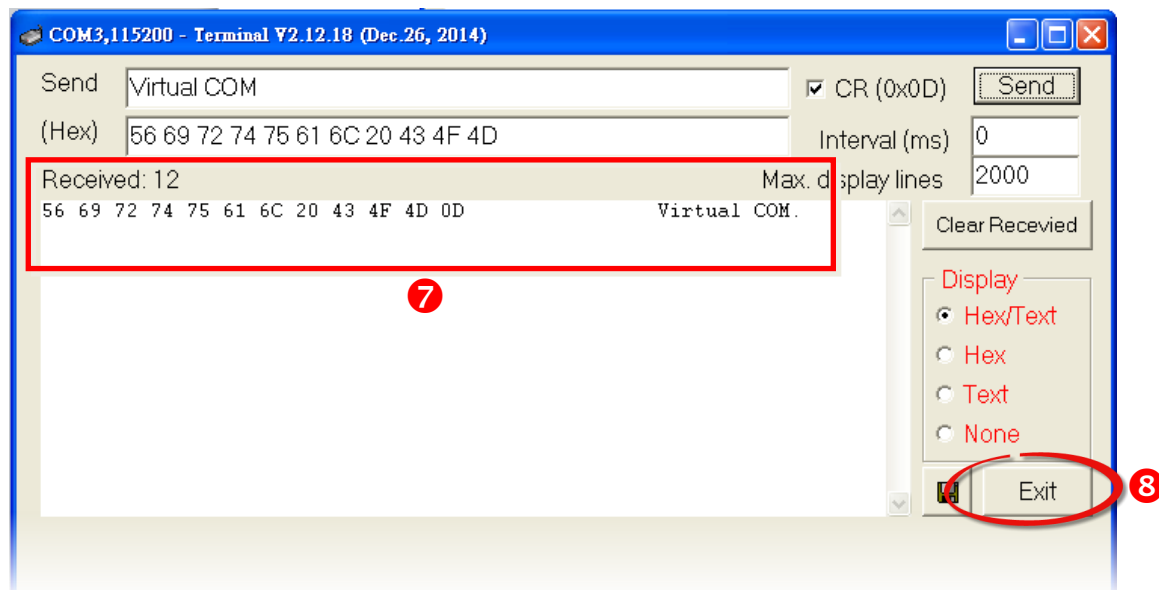 COM3,115200 - Terminal V2.12.18 (Dec.26, 2014)
Send Virtual COM CR (0x0D) Send
(Hex) 56 69 72 74 75 61 6C 20 43 4F 4D Interval (ms) 0
Received: 12 Max. display lines 2000
56 69 72 74 75 61 6C 20 43 4F 4D 0D Virtual COM.
Clear Recevied
7
Display
Hex/Text
Hex
Text
None
Exit 8